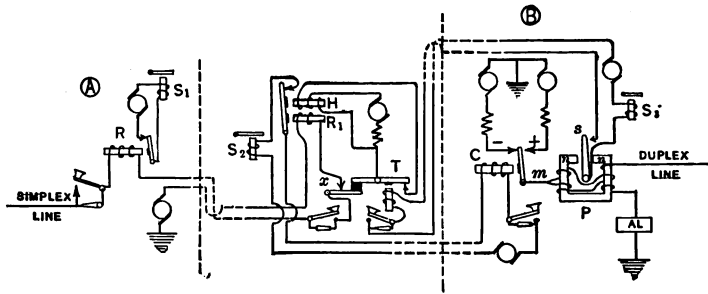 A
B
S1
R
SIMPLEX
LINE
H
R1
S2
x
T
C
-
+
s
S3
n
n
m
P
DUPLEX
LINE
AL